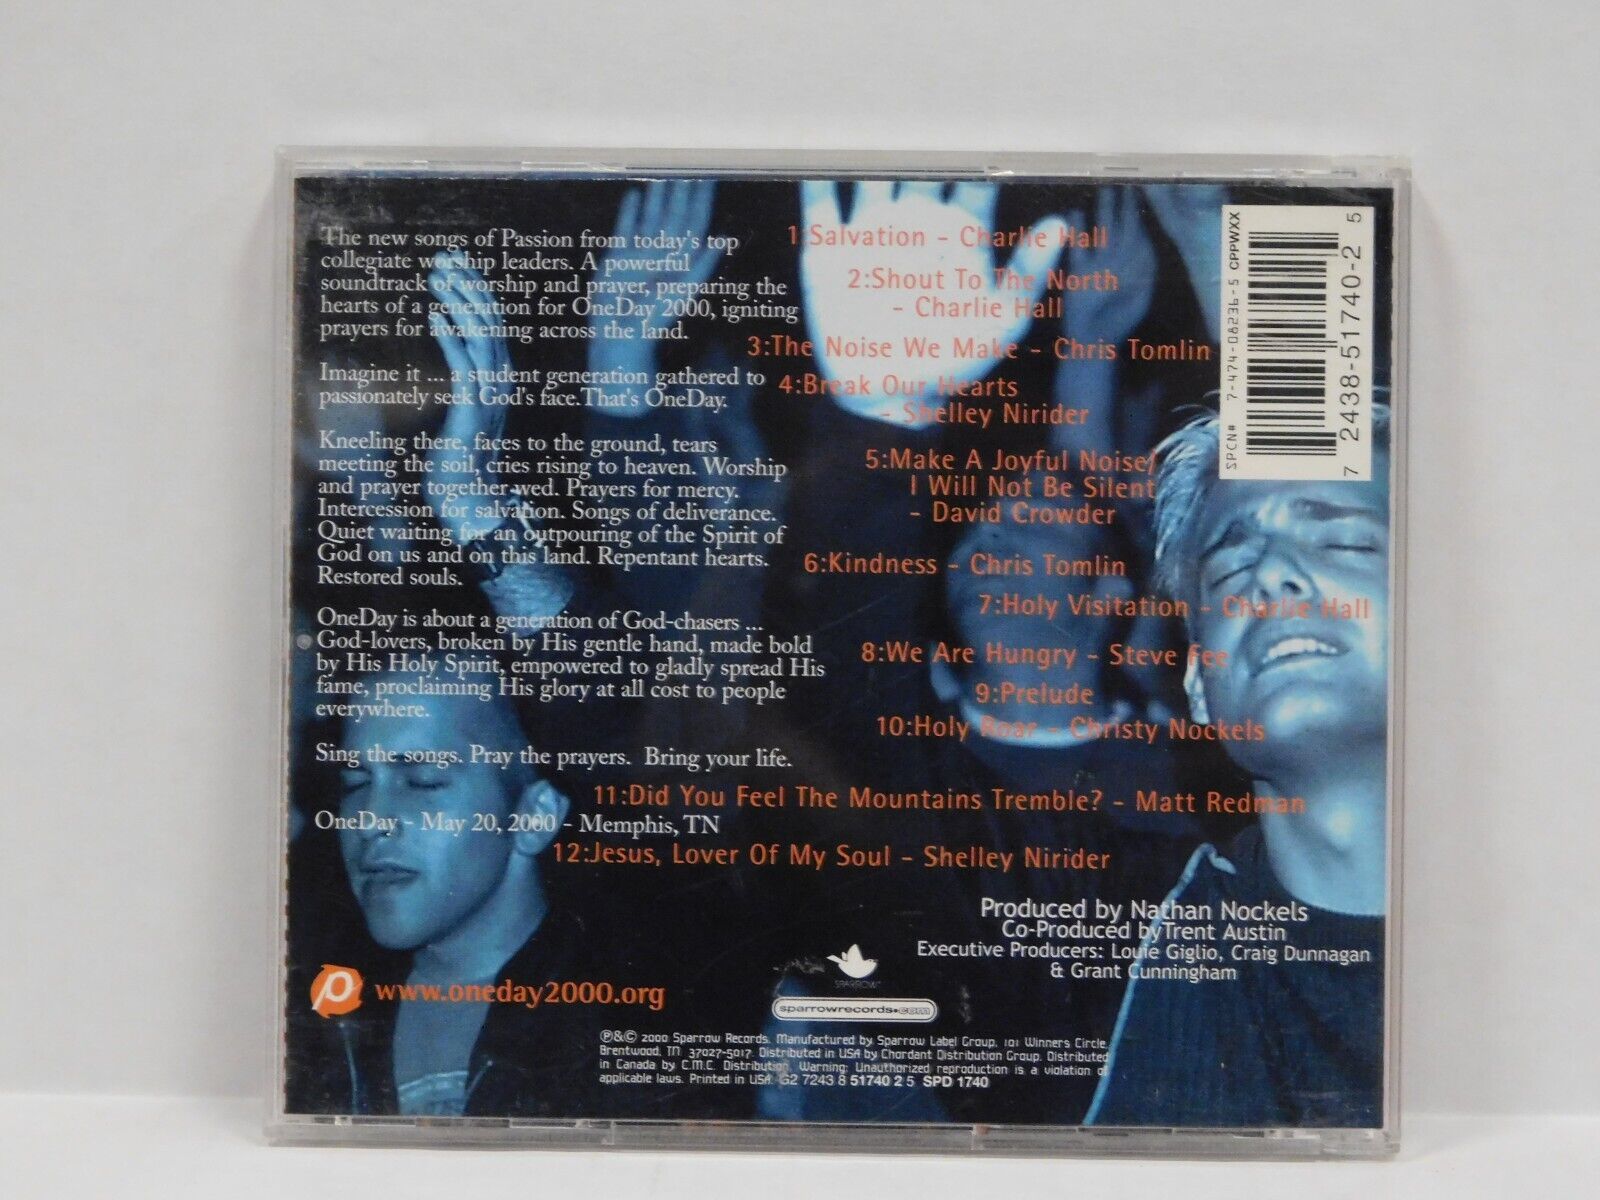 The new songs of Passion from today's top
collegiate worship leaders. A powerful
soundtrack of worship and prayer, preparing the
hearts of a generation for OneDay 2000, igniting
prayers for awakening across the land.
Imagine it ... a student generation gathered to
passionately seek God's face.That's OneDay.
Kneeling there, faces to the ground, tears
meeting the soil, cries rising to heaven. Worship
and prayer together wed. Prayers for mercy.
Intercession for salvation. Songs of deliverance.
Quiet waiting for an outpouring of the Spirit of
God on us and on this land. Repentant hearts.
Restored souls.
OneDay is about a generation of God-chasers ...
God-lovers, broken by His gentle hand, made bold
by His Holy Spirit, empowered to gladly spread His
fame, proclaiming His glory at all cost to people
everywhere.
Sing the songs. Pray the prayers. Bring your life.
OneDay - May 20, 2000 - Memphis, TN
1:Salvation - Charlie Hall
2:Shout To The North
- Charlie Hall
3:The Noise We Make - Chris Tomlin
4:Break Our Hearts
- Shelley Nirider
5:Make A Joyful Noise/
I Will Not Be Silent
- David Crowder
6:Kindness - Chris Tomlin
7:Holy Visitation - Charlie Hall
8:We Are Hungry - Steve Fee
9:Prelude
10:Holy Roar - Christy Nockels
11:Did You Feel The Mountains Tremble? - Matt Redman
12:Jesus, Lover Of My Soul - Shelley Nirider
SPCN# 7-474-08236-5 CPPWXX
7 2438-51740-2 5
Produced by Nathan Nockels
Co-Produced byTrent Austin
Executive Producers: Louie Giglio, Craig Dunnagan
& Grant Cunningham
www.oneday2000.org
SPARROW™
sparrowrecords.com
℗&© 2000 Sparrow Records. Manufactured by Sparrow Label Group, 101 Winners Circle,
Brentwood, TN 37027-5017. Distributed in USA by Chordant Distribution Group. Distributed
in Canada by C.M.C. Distribution, Warning: Unauthorized reproduction is a violation of
applicable laws. Printed in USA. G2 7243 8 51740 2 5 SPD 1740